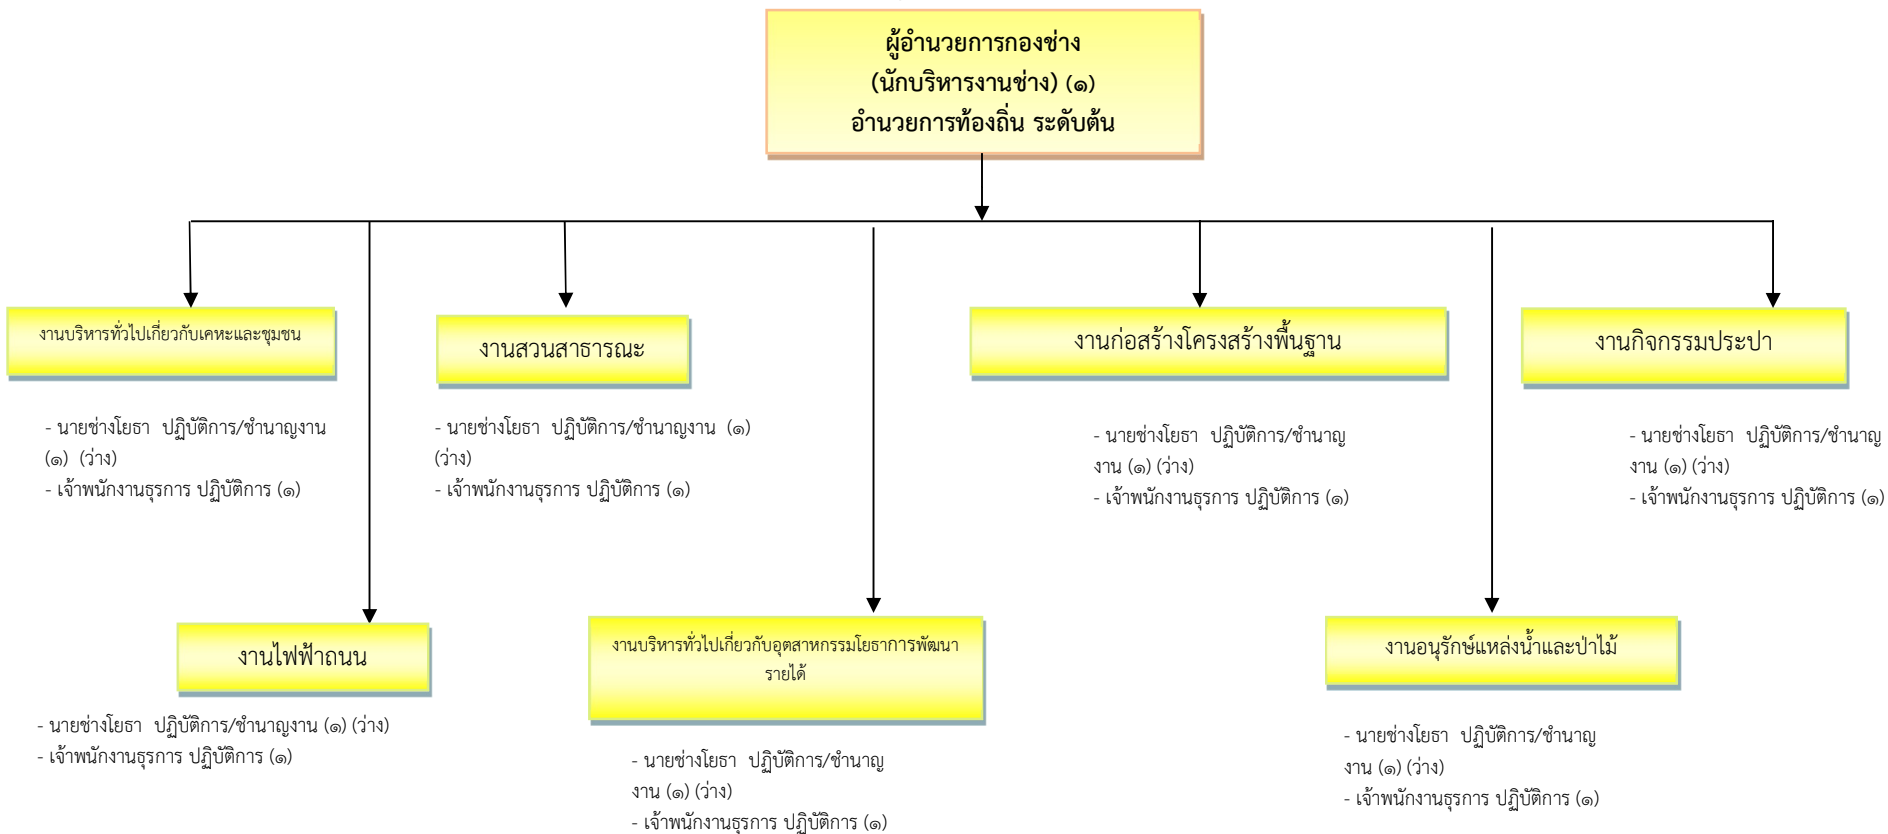 ผู้อำนวยการกองช่าง
(นักบริหารงานช่าง) (๑)
อำนวยการท้องถิ่น ระดับต้น
งานบริหารทั่วไปเกี่ยวกับเคหะและชุมชน
- นายช่างโยธา ปฏิบัติการ/ชำนาญงาน
(๑) (ว่าง)
- เจ้าพนักงานธุรการ ปฏิบัติการ (๑)
งานสวนสาธารณะ
- นายช่างโยธา ปฏิบัติการ/ชำนาญงาน (๑)
(ว่าง)
- เจ้าพนักงานธุรการ ปฏิบัติการ (๑)
งานก่อสร้างโครงสร้างพื้นฐาน
- นายช่างโยธา ปฏิบัติการ/ชำนาญ
งาน (๑) (ว่าง)
- เจ้าพนักงานธุรการ ปฏิบัติการ (๑)
งานกิจกรรมประปา
- นายช่างโยธา ปฏิบัติการ/ชำนาญ
งาน (๑) (ว่าง)
- เจ้าพนักงานธุรการ ปฏิบัติการ (๑)
งานไฟฟ้าถนน
- นายช่างโยธา ปฏิบัติการ/ชำนาญงาน (๑) (ว่าง)
- เจ้าพนักงานธุรการ ปฏิบัติการ (๑)
งานบริหารทั่วไปเกี่ยวกับอุตสาหกรรมโยธาการพัฒนา
รายได้
- นายช่างโยธา ปฏิบัติการ/ชำนาญ
งาน (๑) (ว่าง)
- เจ้าพนักงานธุรการ ปฏิบัติการ (๑)
งานอนุรักษ์แหล่งน้ำและป่าไม้
- นายช่างโยธา ปฏิบัติการ/ชำนาญ
งาน (๑) (ว่าง)
- เจ้าพนักงานธุรการ ปฏิบัติการ (๑)